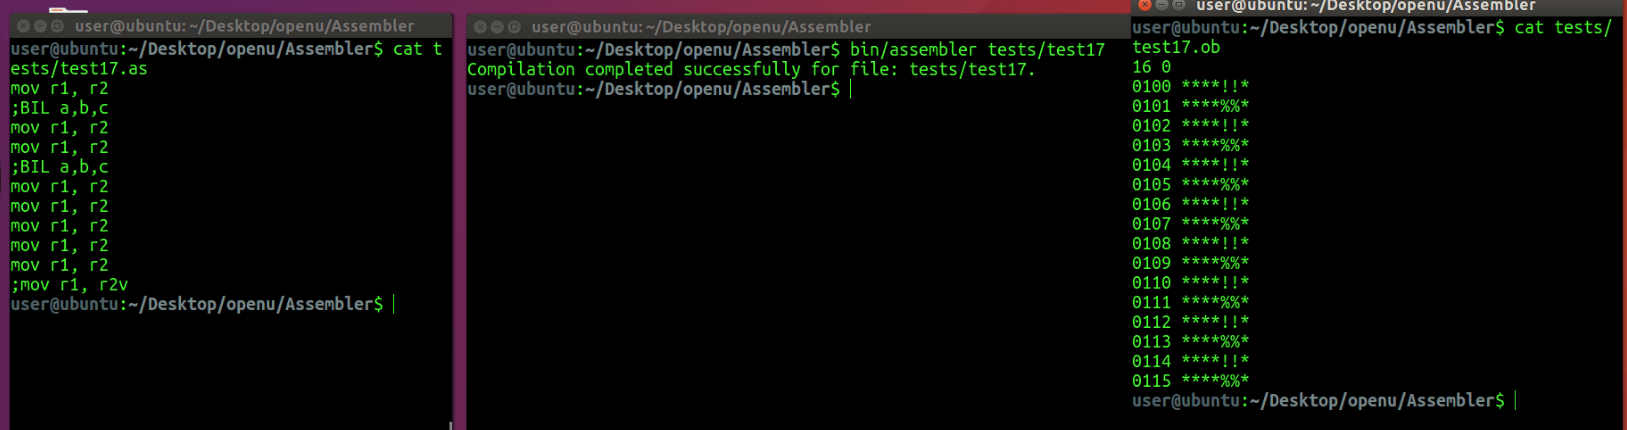 user@ubuntu: ~/Desktop/openu/Assembler
user@ubuntu:~/Desktop/openu/Assembler$ cat t
ests/test17.as
mov r1, r2
;BIL a,b,c
mov r1, r2
mov r1, r2
;BIL a,b,c
mov r1, r2
mov r1, r2
mov r1, r2
mov r1, r2
mov r1, r2
;mov r1, r2v
user@ubuntu:~/Desktop/openu/Assembler$
user@ubuntu: ~/Desktop/openu/Assembler
user@ubuntu:~/Desktop/openu/Assembler$ bin/assembler tests/test17
Compilation completed successfully for file: tests/test17.
user@ubuntu:~/Desktop/openu/Assembler$
user@ubuntu: ~/Desktop/openu/Assembler
user@ubuntu:~/Desktop/openu/Assembler$ cat tests/
test17.ob
16 0
0100 ****!!*
0101 ****%%*
0102 ****!!*
0103 ****%%*
0104 ****!!*
0105 ****%%*
0106 ****!!*
0107 ****%%*
0108 ****!!*
0109 ****%%*
0110 ****!!*
0111 ****%%*
0112 ****!!*
0113 ****%%*
0114 ****!!*
0115 ****%%*
user@ubuntu:~/Desktop/openu/Assembler$